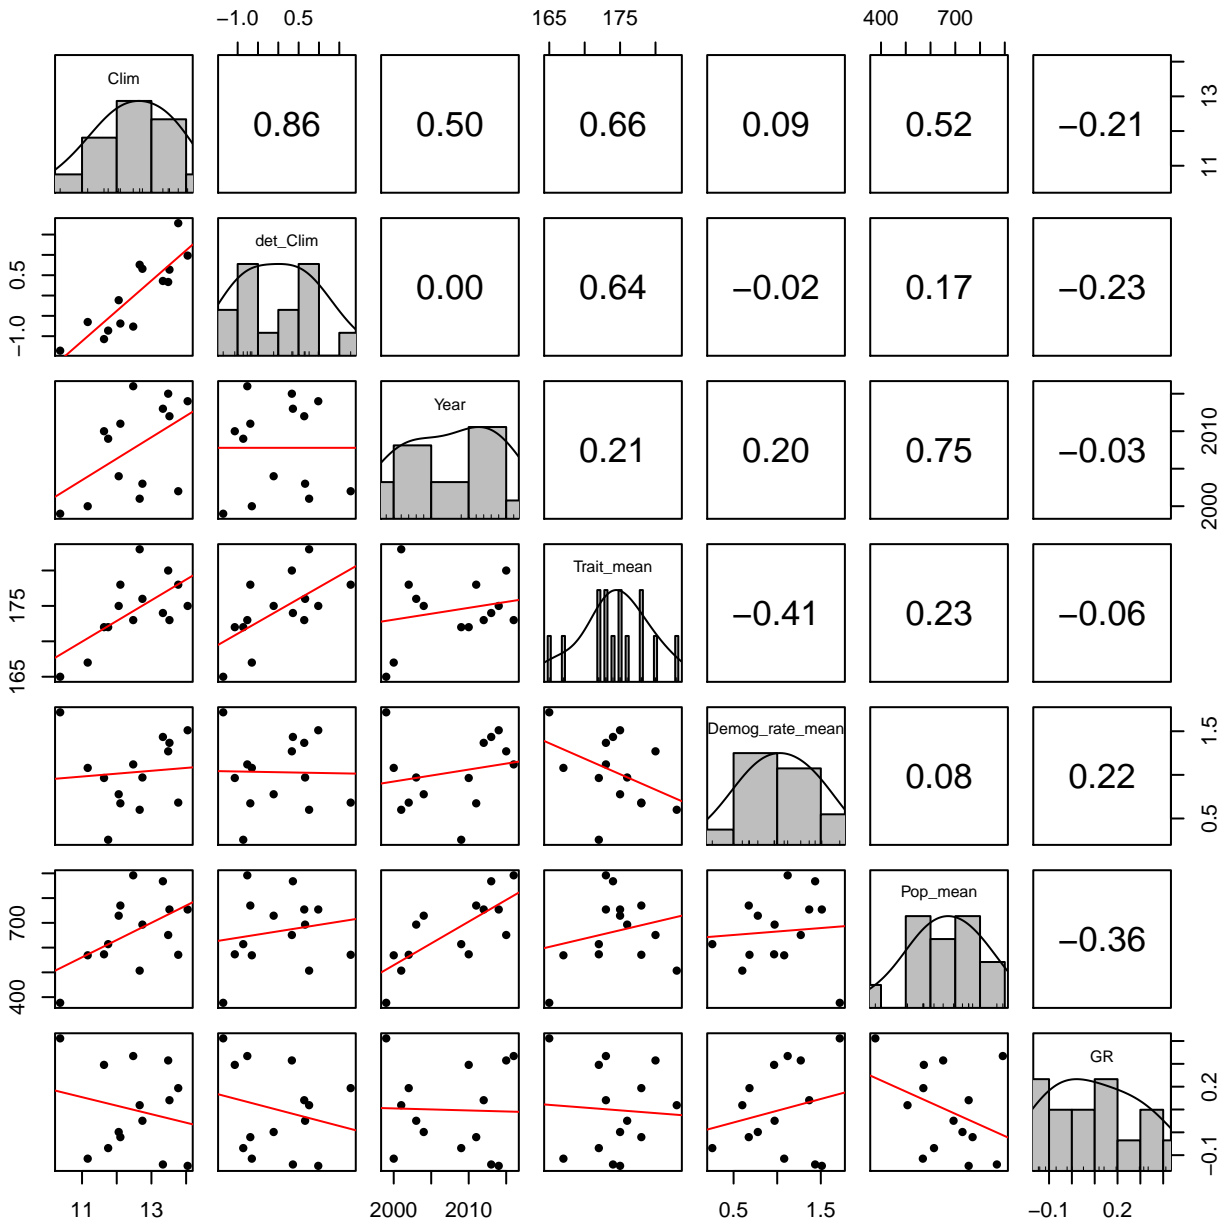 −1.0 0.5 165 175 400 700
Clim 0.86 0.50 0.66 0.09 0.52 −0.21 11 13
−1.0 0.5 det_Clim 0.00 0.64 −0.02 0.17 −0.23
Year 0.21 0.20 0.75 −0.03 2000 2010
165 175 Trait_mean −0.41 0.23 −0.06
Demog_rate_mean 0.08 0.22 0.5 1.5
400 700 Pop_mean −0.36
GR −0.1 0.2
11 13 2000 2010 0.5 1.5 −0.1 0.2